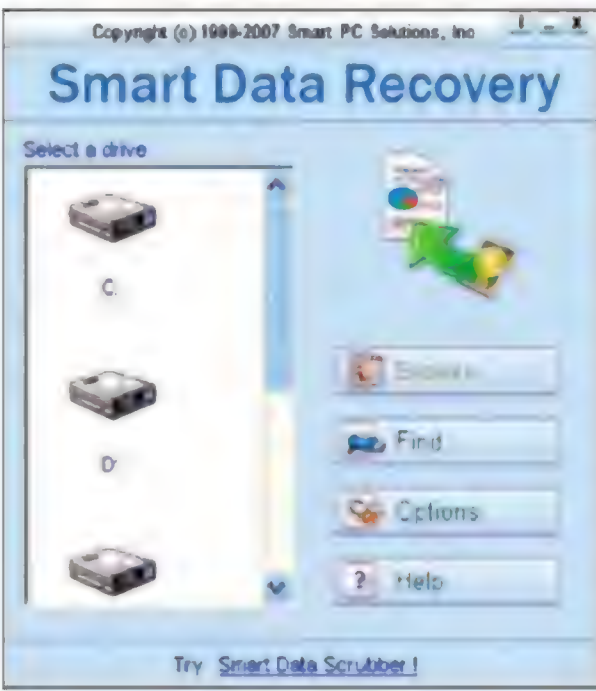 Copyright (c) 1999-2007 Smart PC Solutions, Inc
! _ x
Smart Data Recovery
Select a drive
C:
D:
Find
Options
? Help
Try Smart Data Scrubber !